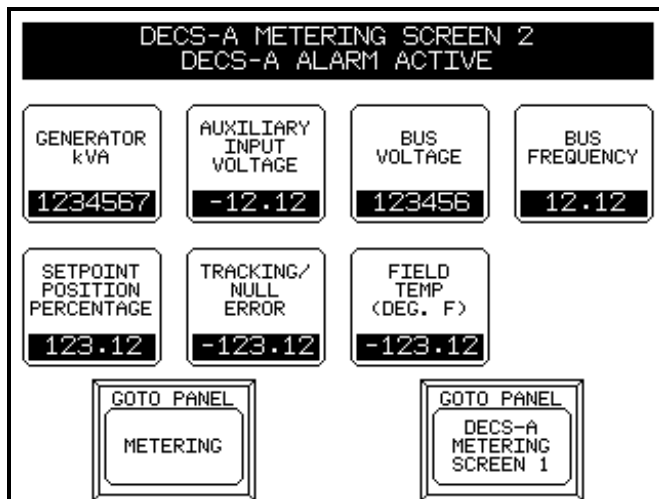 DECS-A METERING SCREEN 2
DECS-A ALARM ACTIVE
GENERATOR
kVA
1234567
AUXILIARY
INPUT
VOLTAGE
-12.12
BUS
VOLTAGE
123456
BUS
FREQUENCY
12.12
SETPOINT
POSITION
PERCENTAGE
123.12
TRACKING/
NULL
ERROR
-123.12
FIELD
TEMP
(DEG. F)
-123.12
GOTO PANEL
METERING
GOTO PANEL
DECS-A
METERING
SCREEN 1